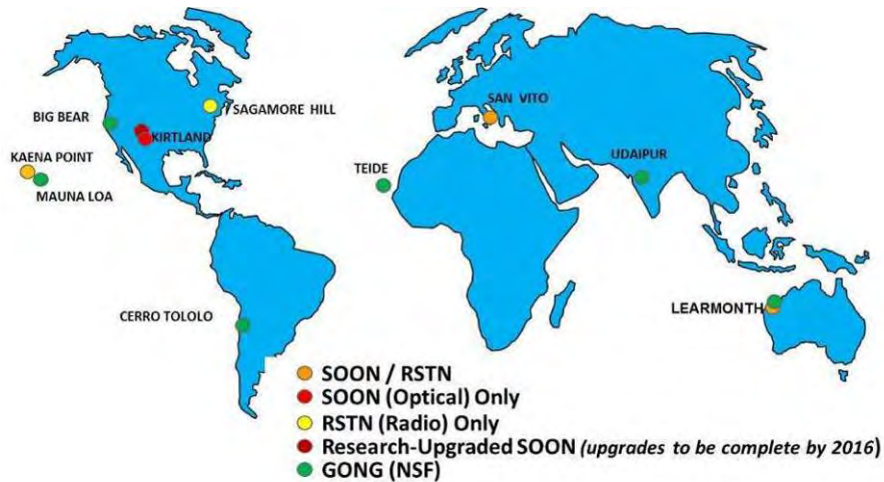 SAN VITO
SAGAMORE HILL
BIG BEAR
KIRTLAND
KAENA POINT
UDAIPUR
TEIDE
MAUNA LOA
LEARMONTH
CERRO TOLOLO
SOON / RSTN
SOON (Optical) Only
RSTN (Radio) Only
Research-Upgraded SOON (upgrades to be complete by 2016)
GONG (NSF)